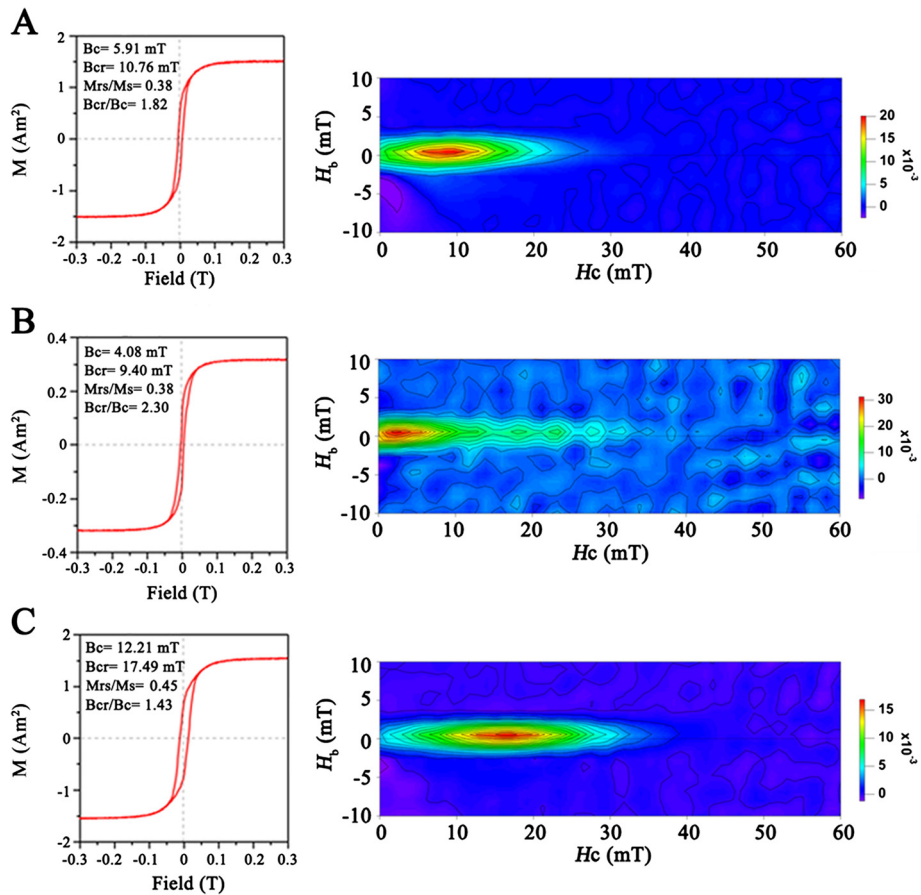 A
Bc= 5.91 mT
Bcr= 10.76 mT
Mrs/Ms= 0.38
Bcr/Bc= 1.82
M (Am²)
2
1
0
-1
-2
-0.3 -0.2 -0.1 0 0.1 0.2 0.3
Field (T)
H_b (mT)
10
5
0
-5
-10
0 10 20 30 40 50 60
Hc (mT)
20
15
10
5
0
x10⁻³
B
Bc= 4.08 mT
Bcr= 9.40 mT
Mrs/Ms= 0.38
Bcr/Bc= 2.30
M (Am²)
0.4
0.2
0
-0.2
-0.4
-0.3 -0.2 -0.1 0 0.1 0.2 0.3
Field (T)
H_b (mT)
10
5
0
-5
-10
0 10 20 30 40 50 60
Hc (mT)
30
20
10
0
x10⁻³
C
Bc= 12.21 mT
Bcr= 17.49 mT
Mrs/Ms= 0.45
Bcr/Bc= 1.43
M (Am²)
2
1
0
-1
-2
-0.3 -0.2 -0.1 0 0.1 0.2 0.3
Field (T)
H_b (mT)
10
5
0
-5
-10
0 10 20 30 40 50 60
Hc (mT)
15
10
5
0
x10⁻³